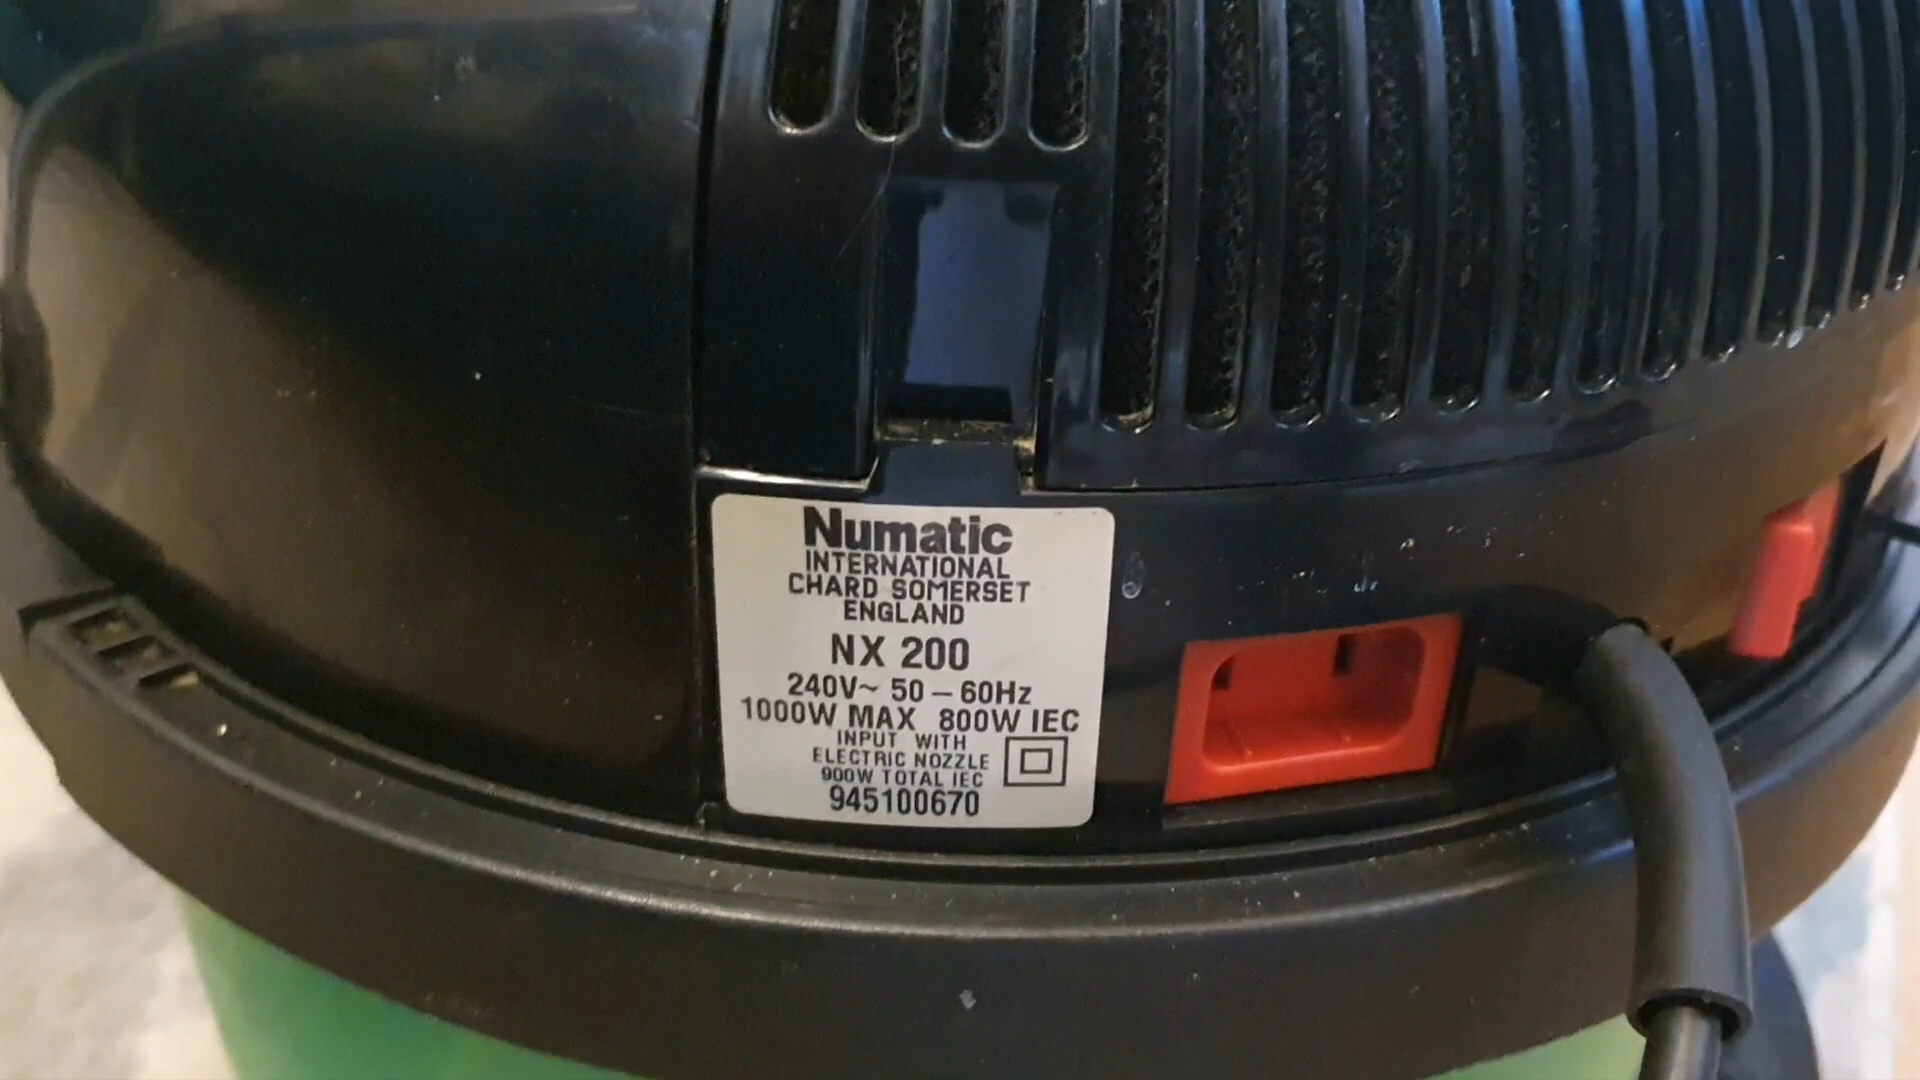 Numatic
INTERNATIONAL
CHARD SOMERSET
ENGLAND
NX 200
240V~ 50 – 60Hz
1000W MAX 800W IEC
INPUT WITH
ELECTRIC NOZZLE
900W TOTAL IEC
945100670